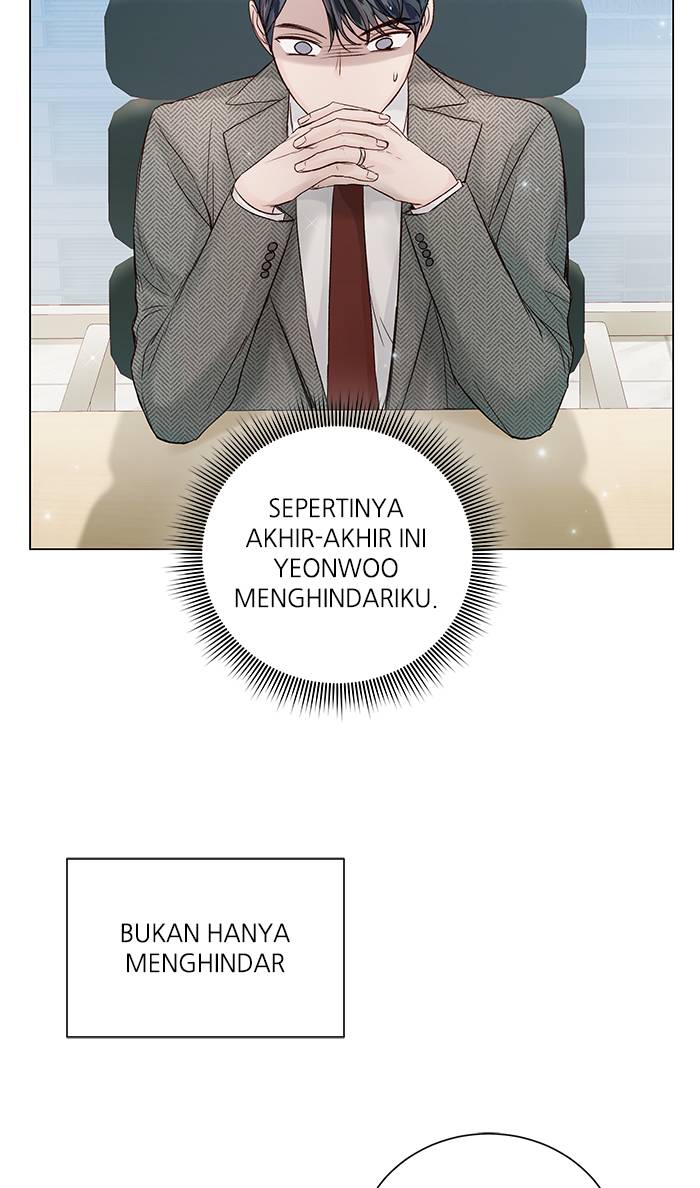 SEPERTINYA
AKHIR-AKHIR INI
YEONWOO
MENGHINDARIKU.
BUKAN HANYA
MENGHINDAR